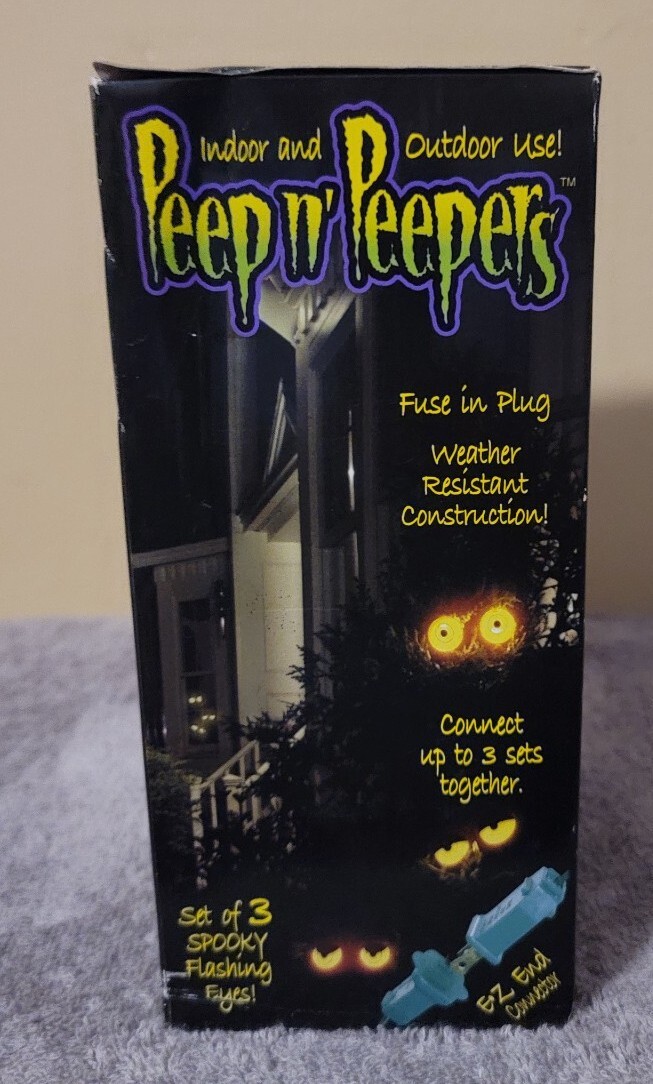 Indoor and Outdoor Use!
Peep n' Peepers™
Fuse in Plug
Weather
Resistant
Construction!
Connect
up to 3 sets
together.
Set of 3
SPOOKY
Flashing
Eyes!
E-Z End
Connector